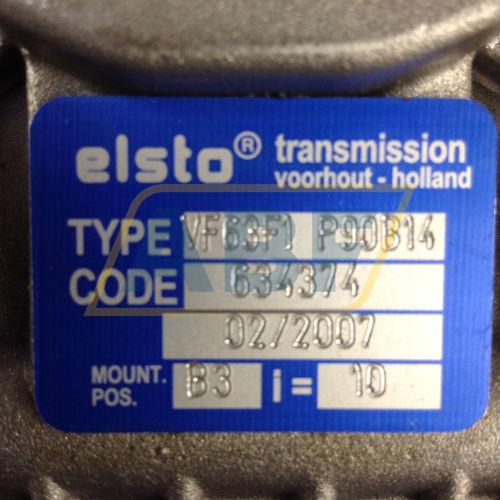 elsto® transmission
voorhout - holland
TYPE VF63F1 P90B14
CODE 634374
02/2007
MOUNT. POS. B3 i= 10